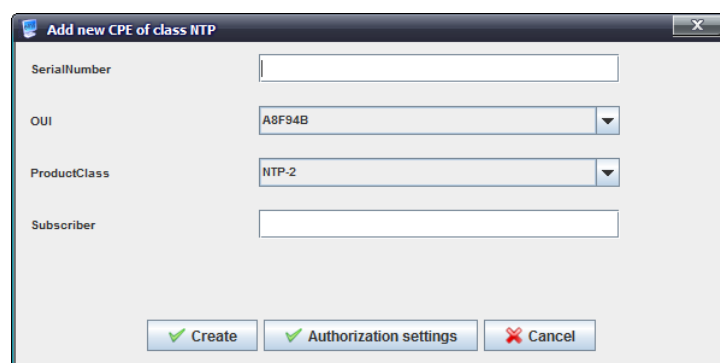 Add new CPE of class NTP
SerialNumber
OUI A8F94B
ProductClass NTP-2
Subscriber
Create Authorization settings Cancel